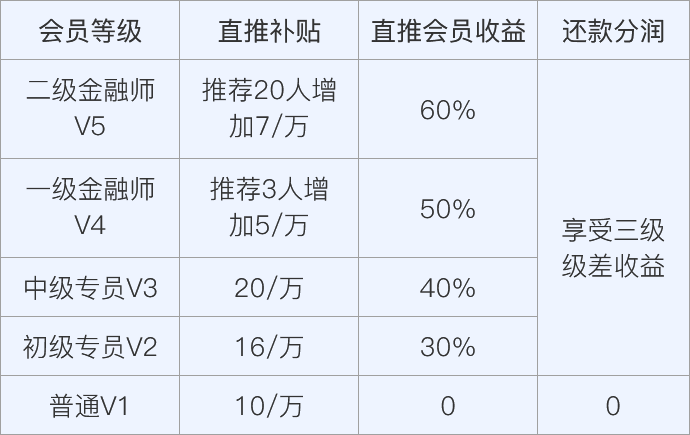 会员等级 直推补贴 直推会员收益 还款分润
二级金融师
V5
推荐20人增
加7/万
60%
一级金融师
V4
推荐3人增
加5/万
50%
享受三级
级差收益
中级专员V3 20/万 40%
初级专员V2 16/万 30%
普通V1 10/万 0 0